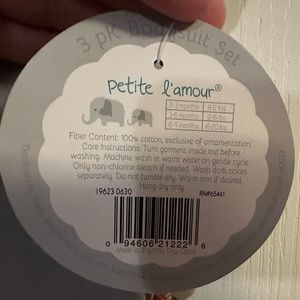 3 pk Bodysuit Set
petite l'amour®
0-3 months 8-12 lbs
3-6 months 12-16 lbs
6-9 months 16-20 lbs
Fiber Content: 100% cotton, exclusive of ornamentation.
Care Instructions: Turn garment inside out before
washing. Machine wash in warm water on gentle cycle.
Only non-chlorine bleach if needed. Wash dark colors
separately. Do not tumble dry. Warm iron if desired.
Hang dry only
19623 0630 RN#65461
0 94606 21222 6
Made in